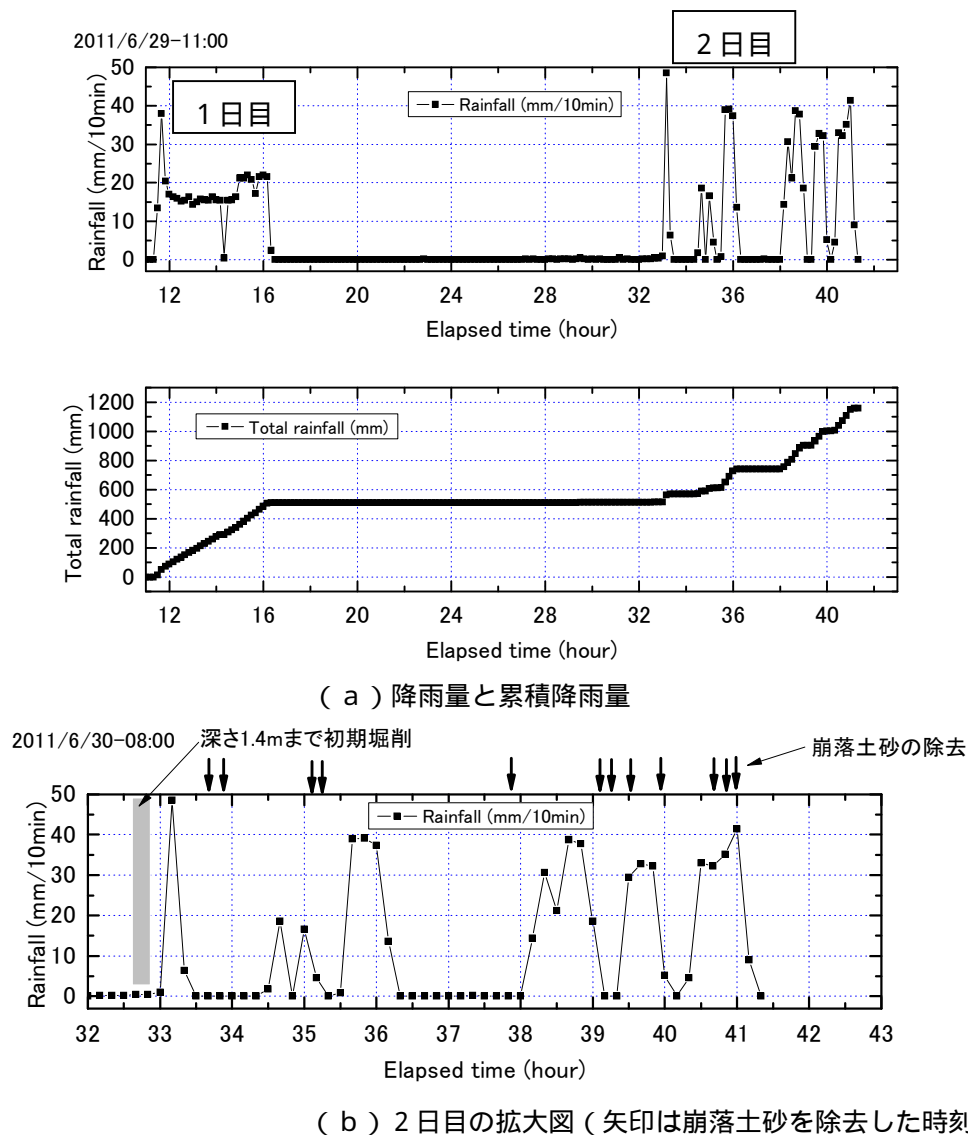 2011/6/29-11:00
2日目
1日目
Rainfall (mm/10min)
50
40
30
20
10
0
Rainfall (mm/10min)
12 16 20 24 28 32 36 40
Elapsed time (hour)
1200
1000
800
600
400
200
0
Total rainfall (mm)
Total rainfall (mm)
12 16 20 24 28 32 36 40
Elapsed time (hour)
(a)降雨量と累積降雨量
2011/6/30-08:00
深さ1.4mまで初期堀削
崩落土砂の除去
50
40
30
20
10
0
Rainfall (mm/10min)
Rainfall (mm/10min)
32 33 34 35 36 37 38 39 40 41 42 43
Elapsed time (hour)
(b)2日目の拡大図(矢印は崩落土砂を除去した時刻